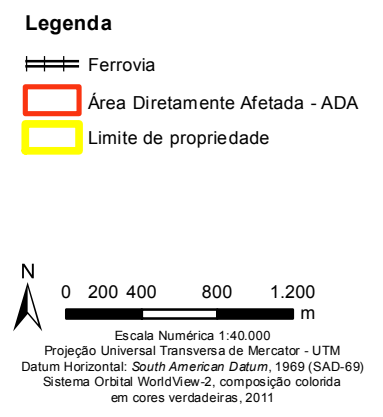 Legenda
Ferrovia
Área Diretamente Afetada - ADA
Limite de propriedade
N
0 200 400 800 1.200
m
Escala Numérica 1:40.000
Projeção Universal Transversa de Mercator - UTM
Datum Horizontal: South American Datum, 1969 (SAD-69)
Sistema Orbital WorldView-2, composição colorida
em cores verdadeiras, 2011